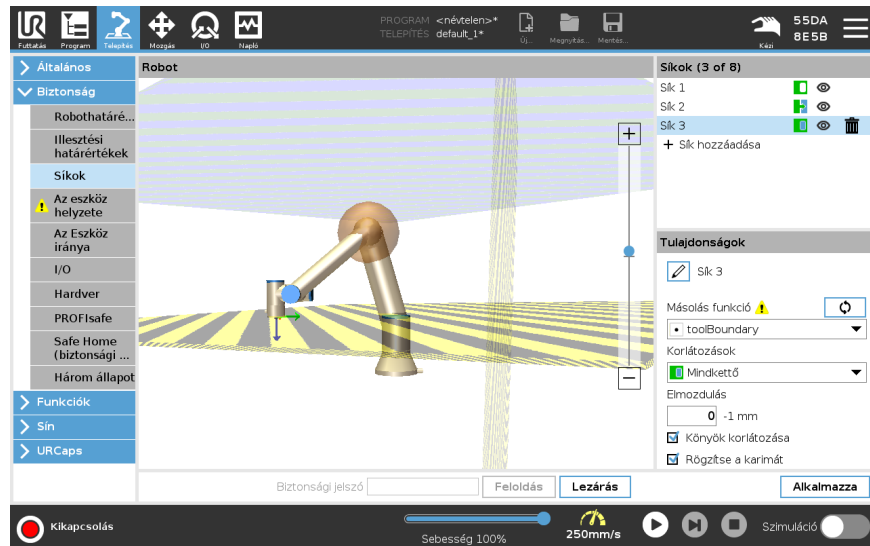 PROGRAM <névtelen>*
TELEPÍTÉS default_1*
Futtatás
Program
Telepítés
Mozgás
I/O
Napló
Új...
Megnyitás...
Mentés...
Kézi
55DA
8E5B
Általános
Biztonság
Robothatáré...
Illesztési
határértékek
Síkok
Az eszköz
helyzete
Az Eszköz
iránya
I/O
Hardver
PROFIsafe
Safe Home
(biztonsági ...
Három állapot
Funkciók
Sín
URCaps
Robot
Síkok (3 of 8)
Sík 1
Sík 2
Sík 3
Sík hozzáadása
Tulajdonságok
Sík 3
Másolás funkció
toolBoundary
Korlátozások
Mindkettő
Elmozdulás
0 -1 mm
Könyök korlátozása
Rögzítse a karimát
Biztonsági jelszó
Feloldás
Lezárás
Alkalmazza
Kikapcsolás
Sebesség 100%
250mm/s
Szimuláció